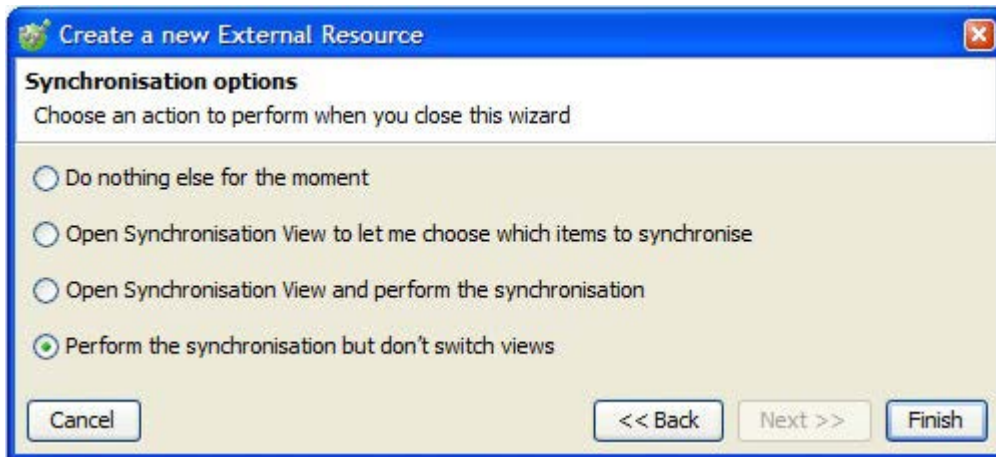 Create a new External Resource
Synchronisation options
Choose an action to perform when you close this wizard
Do nothing else for the moment
Open Synchronisation View to let me choose which items to synchronise
Open Synchronisation View and perform the synchronisation
Perform the synchronisation but don't switch views
Cancel << Back Next >> Finish